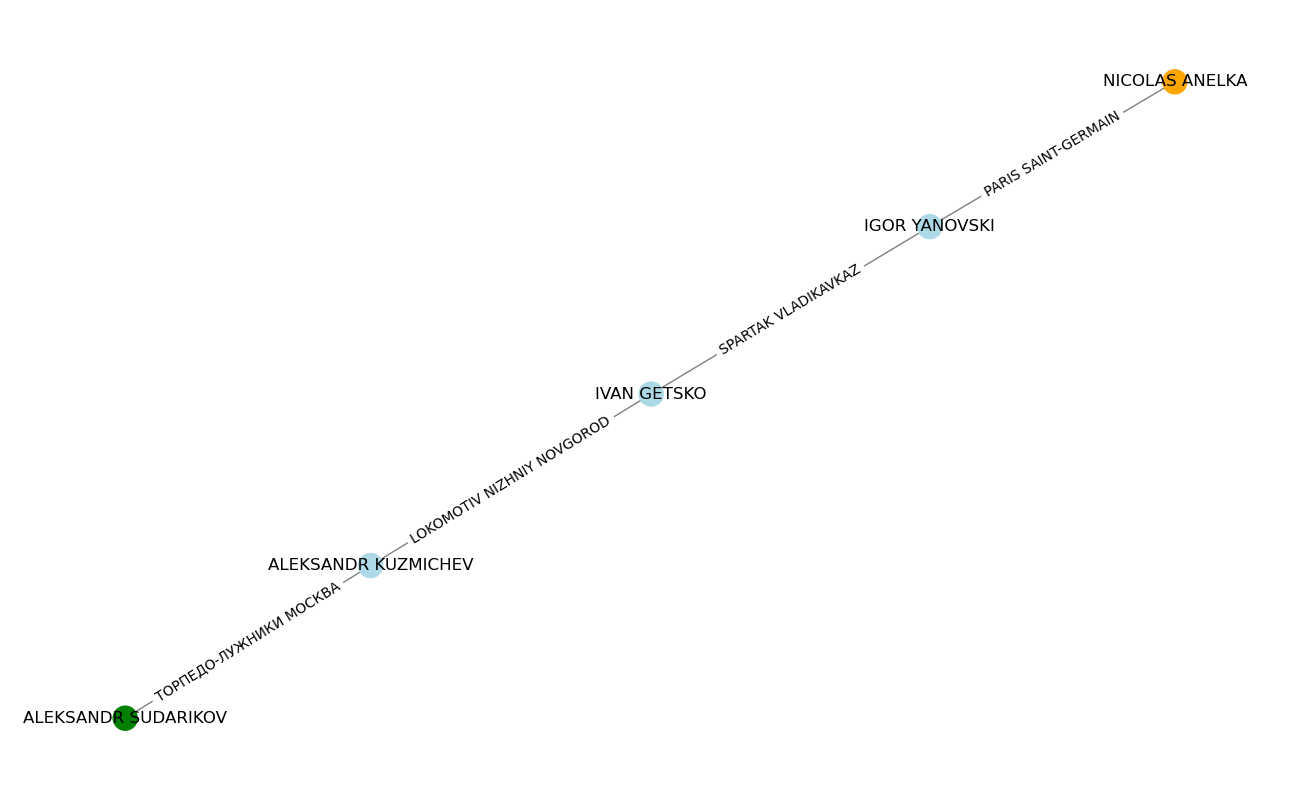 NICOLAS ANELKA
PARIS SAINT-GERMAIN
IGOR YANOVSKI
SPARTAK VLADIKAVKAZ
IVAN GETSKO
LOKOMOTIV NIZHNIY NOVGOROD
ALEKSANDR KUZMICHEV
ТОРПЕДО-ЛУЖНИКИ МОСКВА
ALEKSANDR SUDARIKOV